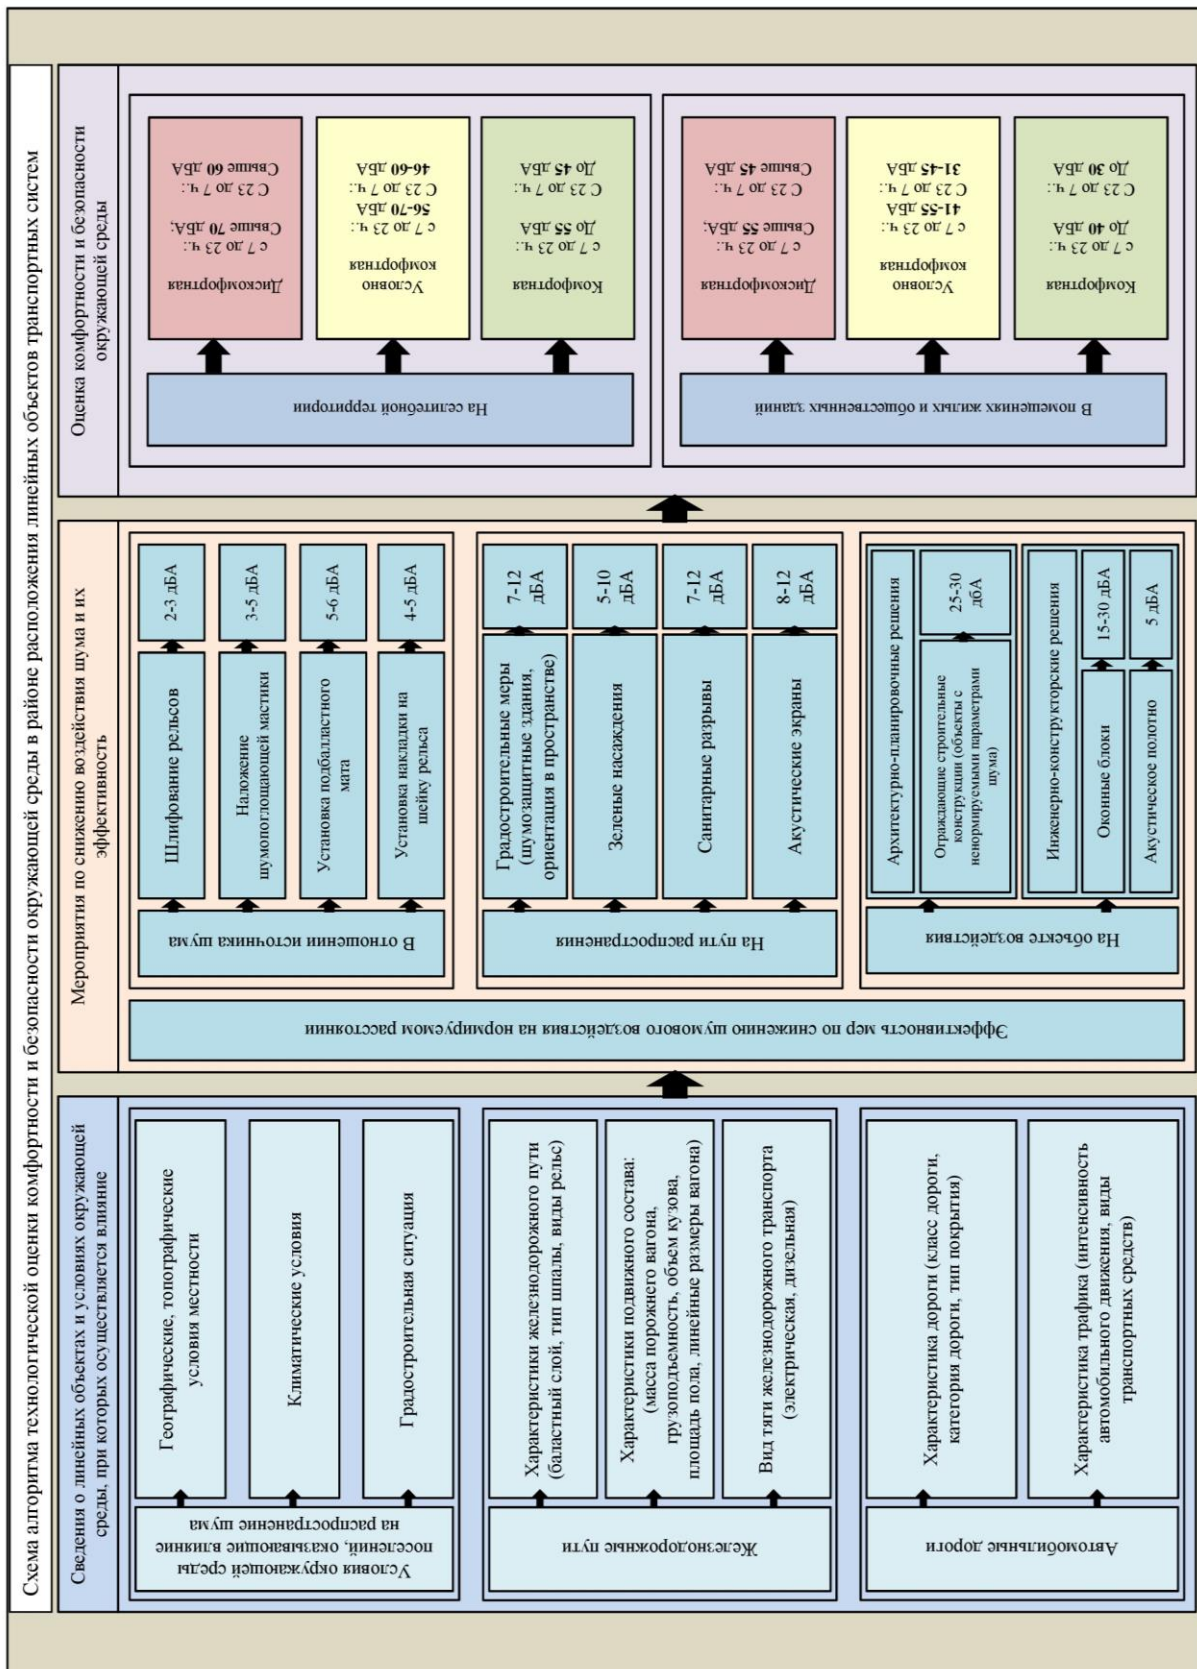 Схема алгоритма технологической оценки комфортности и безопасности окружающей среды в районе расположения линейных объектов транспортных систем
Сведения о линейных объектах и условиях окружающей
среды, при которых осуществляется влияние
Условия окружающей среды
поселений, оказывающие влияние
на распространение шума
Географические, топографические
условия местности
Климатические условия
Градостроительная ситуация
Железнодорожные пути
Характеристики железнодорожного пути
(баластный слой, тип шпалы, виды рельс)
Характеристики подвижного состава:
(масса порожнего вагона,
грузоподъемность, объем кузова,
площадь пола, линейные размеры вагона)
Вид тяги железнодорожного транспорта
(электрическая, дизельная)
Автомобильные дороги
Характеристика дороги (класс дороги,
категория дороги, тип покрытия)
Характеристика трафика (интенсивность
автомобильного движения, виды
транспортных средств)
Мероприятия по снижению воздействия шума и их
эффективность
Эффективность мер по снижению шумового воздействия на нормируемом расстоянии
В отношении источника шума
Шлифование рельсов
2-3 дБА
Наложение
шумопоглощающей мастики
3-5 дБА
Установка подбалластного
мата
5-6 дБА
Установка накладки на
шейку рельса
4-5 дБА
На пути распространения
Градостроительные меры
(шумозащитные здания,
ориентация в пространстве)
7-12
дБА
Зеленые насаждения
5-10
дБА
Санитарные разрывы
7-12
дБА
Акустические экраны
8-12
дБА
На объекте воздействия
Архитектурно-планировочные решения
Ограждающие строительные
конструкции (объекты с
ненормируемыми параметрами
шума)
25-30
дбА
Инженерно-конструкторские решения
Оконные блоки
15-30 дБА
Акустическое полотно
5 дБА
Оценка комфортности и безопасности
окружающей среды
На селитебной территории
Дискомфортная
с 7 до 23 ч.:
Свыше 70 дБА;
С 23 до 7 ч.:
Свыше 60 дБА
Условно
комфортная
с 7 до 23 ч.:
56-70 дБА
С 23 до 7 ч.:
46-60 дБА
Комфортная
с 7 до 23 ч.:
До 55 дБА
С 23 до 7 ч.:
До 45 дБА
В помещениях жилых и общественных зданий
Дискомфортная
с 7 до 23 ч.:
Свыше 55 дБА;
С 23 до 7 ч.:
Свыше 45 дБА
Условно
комфортная
с 7 до 23 ч.:
41-55 дБА
С 23 до 7 ч.:
31-45 дБА
Комфортная
с 7 до 23 ч.:
До 40 дБА
С 23 до 7 ч.:
До 30 дБА